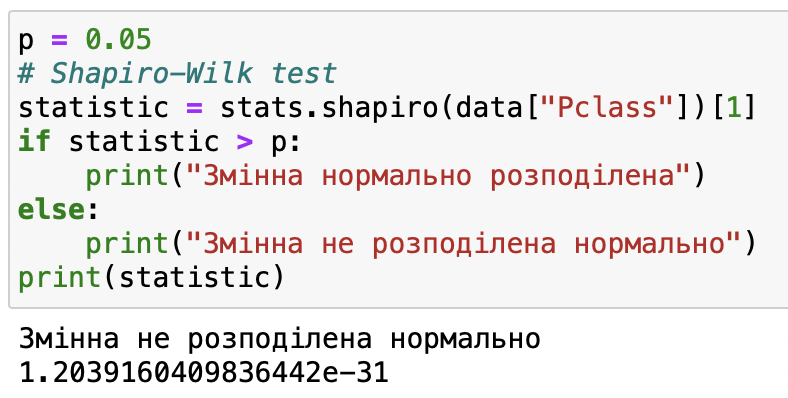 p = 0.05
# Shapiro-Wilk test
statistic = stats.shapiro(data["Pclass"])[1]
if statistic > p:
    print("Змінна нормально розподілена")
else:
    print("Змінна не розподілена нормально")
print(statistic)
Змінна не розподілена нормально
1.2039160409836442e-31